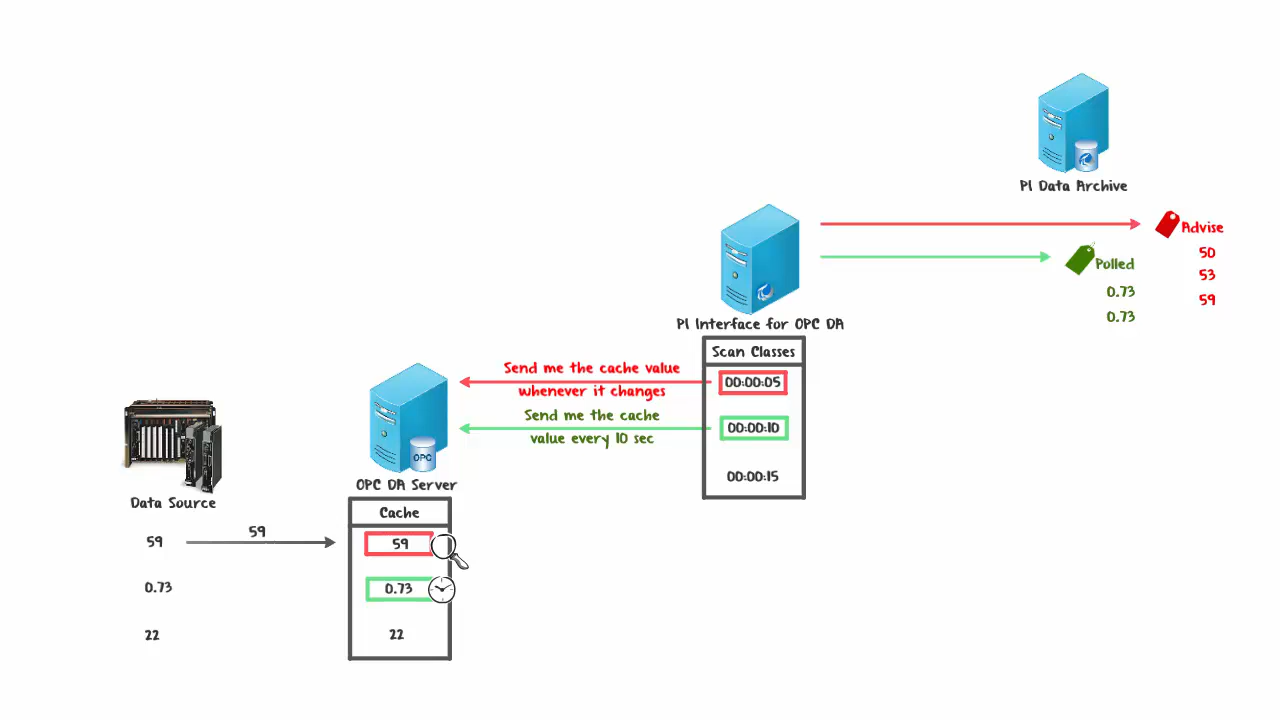 PI Data Archive
Advise
50
53
59
Polled
0.73
0.73
PI Interface for OPC DA
Scan Classes
00:00:05
00:00:10
00:00:15
Send me the cache value
whenever it changes
Send me the cache
value every 10 sec
OPC
OPC DA Server
Cache
59
0.73
22
Data Source
59
59
0.73
22